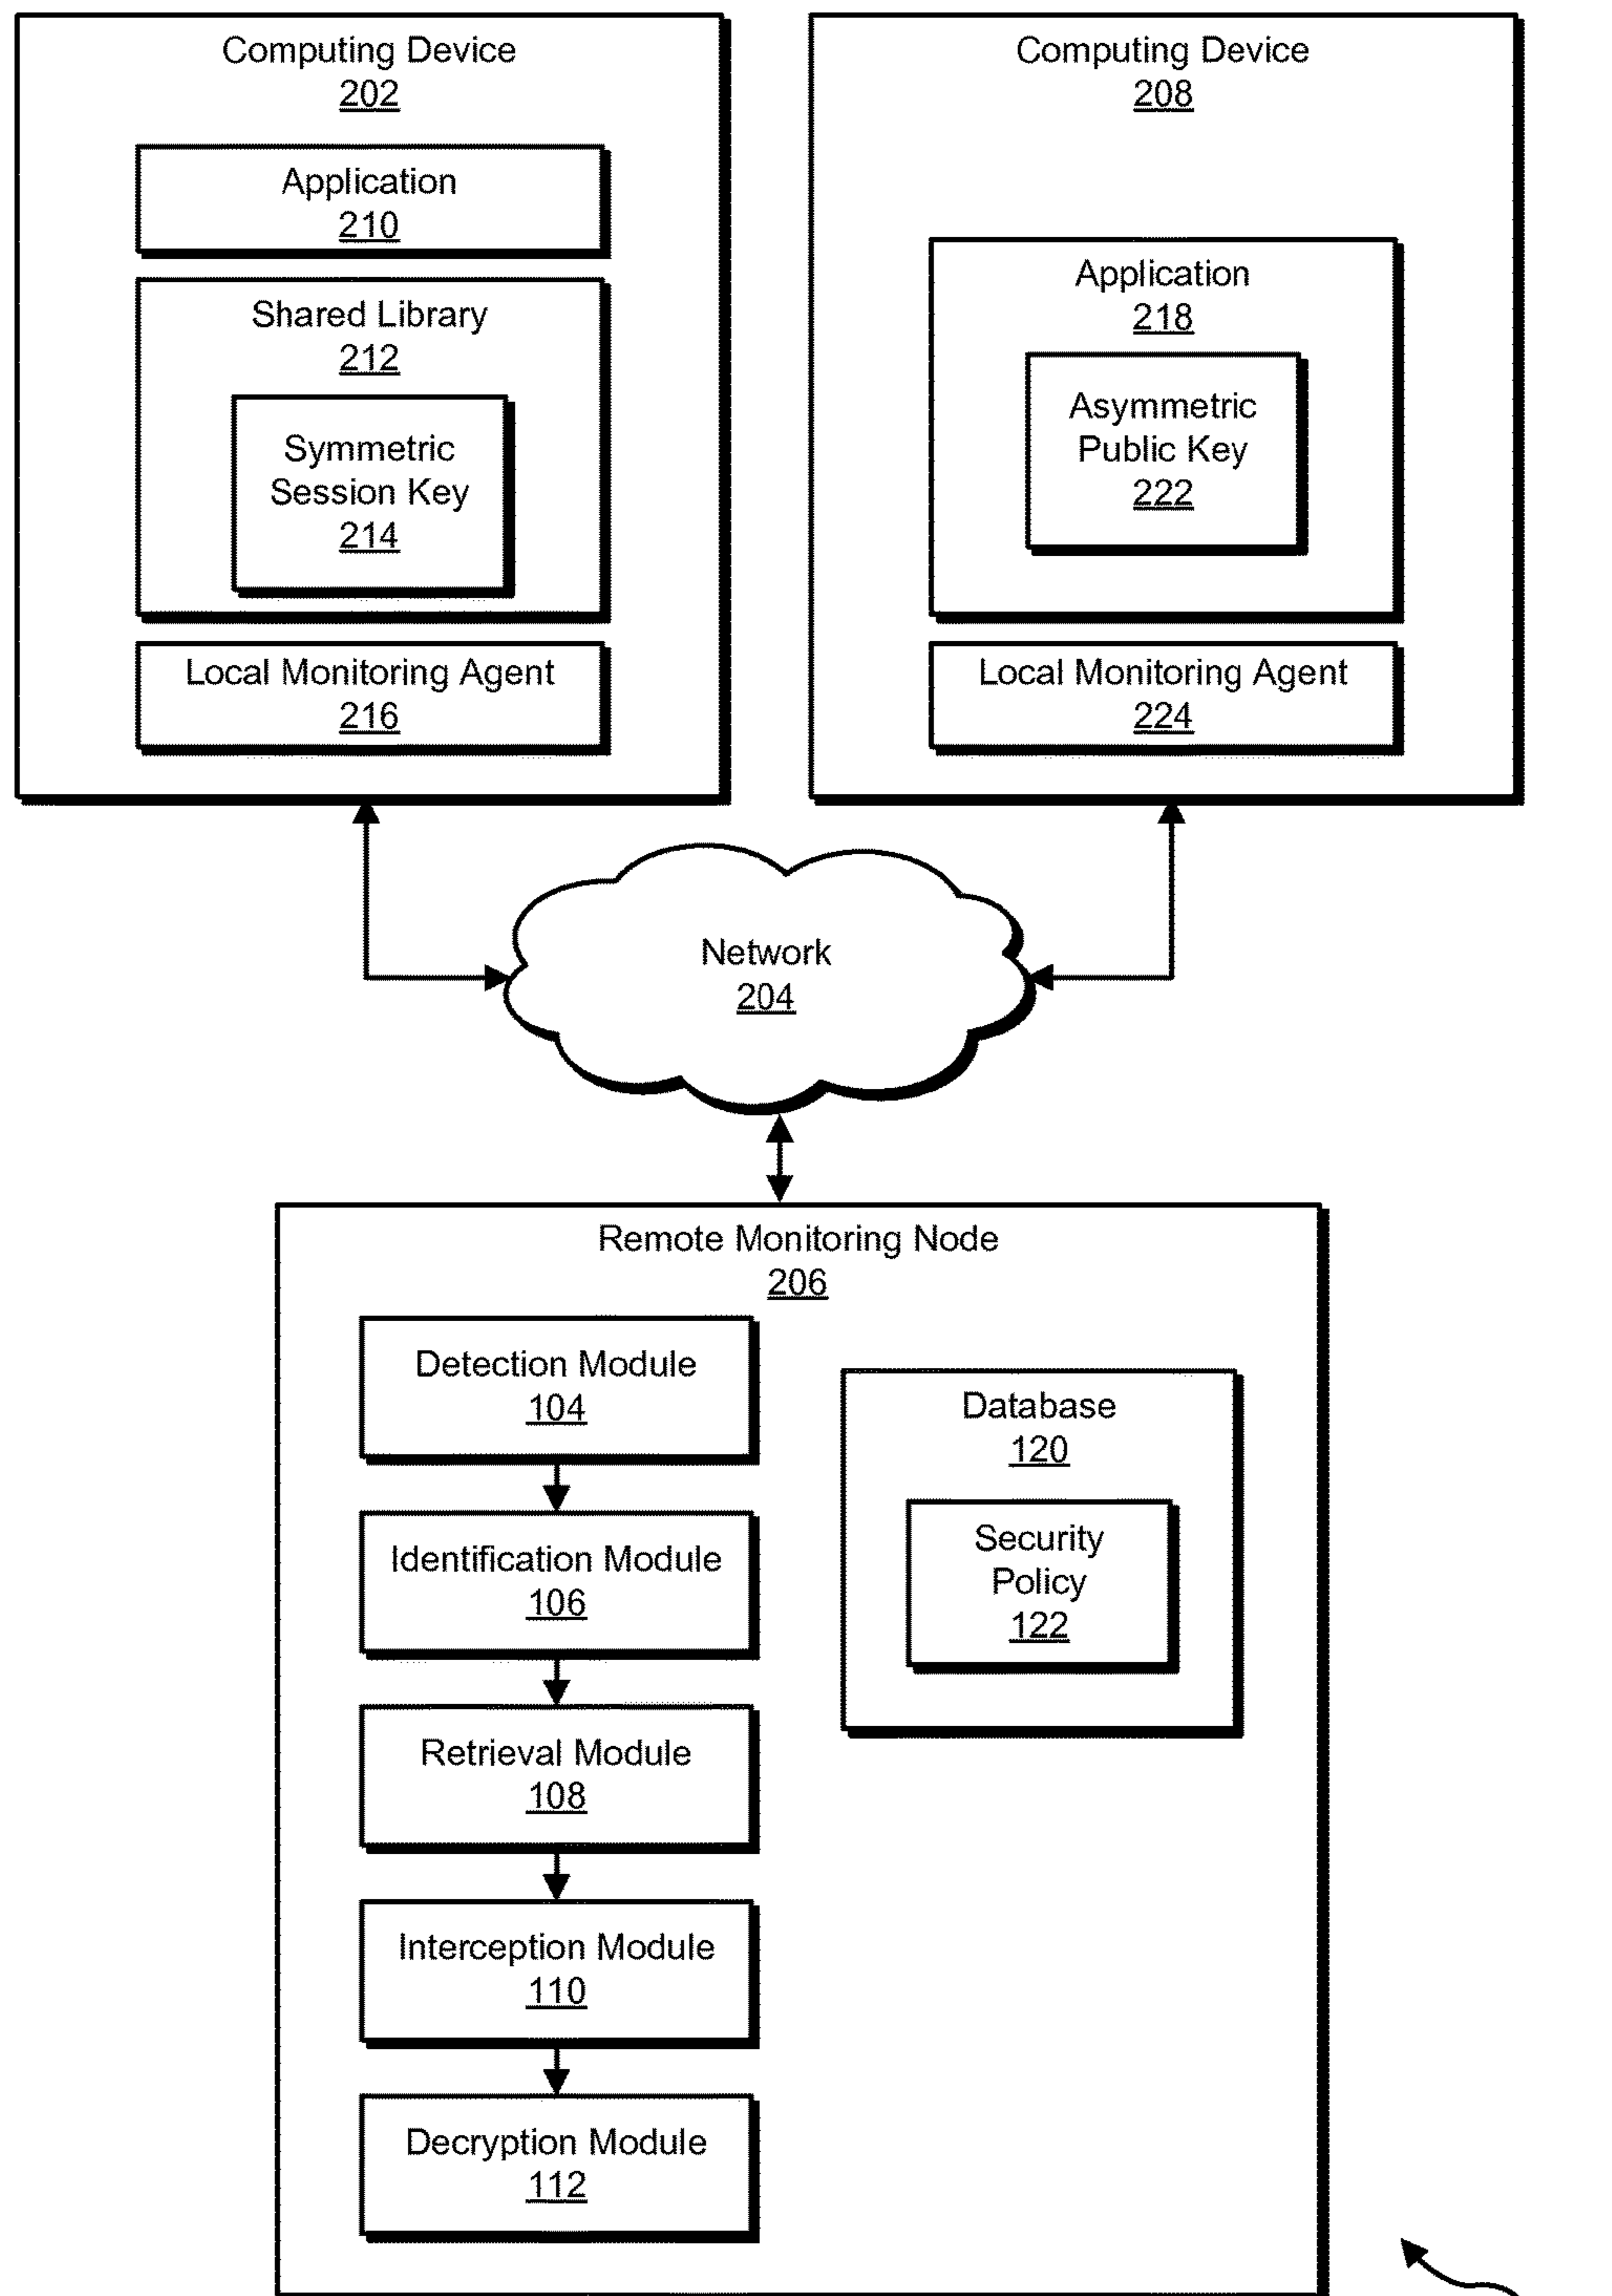 Computing Device
202
Application
210
Shared Library
212
Symmetric
Session Key
214
Local Monitoring Agent
216
Computing Device
208
Application
218
Asymmetric
Public Key
222
Local Monitoring Agent
224
Network
204
Remote Monitoring Node
206
Detection Module
104
Identification Module
106
Retrieval Module
108
Interception Module
110
Decryption Module
112
Database
120
Security
Policy
122